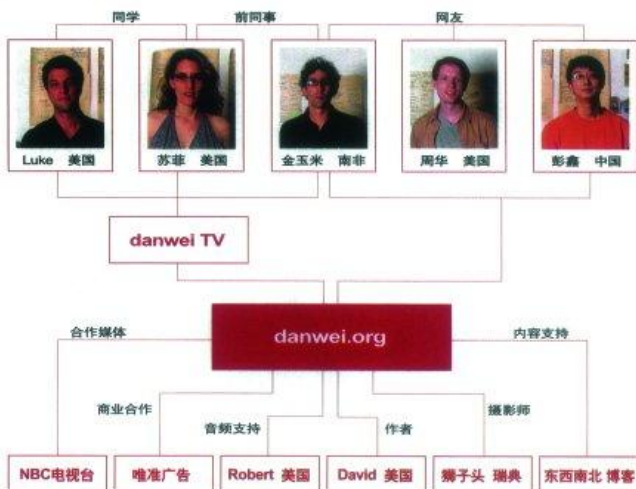 同学
前同事
网友
Luke 美国
苏菲 美国
金玉米 南非
周华 美国
彭鑫 中国
danwei TV
danwei.org
合作媒体
内容支持
商业合作
摄影师
音频支持
作者
NBC电视台
唯准广告
Robert 美国
David 美国
狮子头 瑞典
东西南北 博客